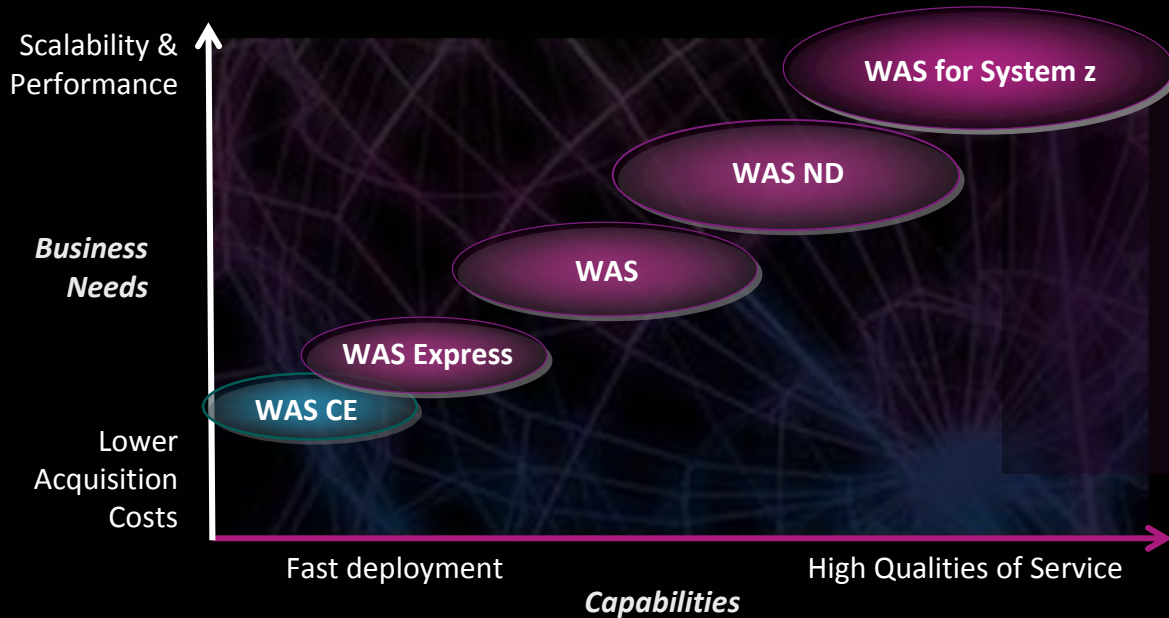 Scalability &
Performance
WAS for System z
WAS ND
Business
Needs
WAS
WAS Express
WAS CE
Lower
Acquisition
Costs
Fast deployment
High Qualities of Service
Capabilities